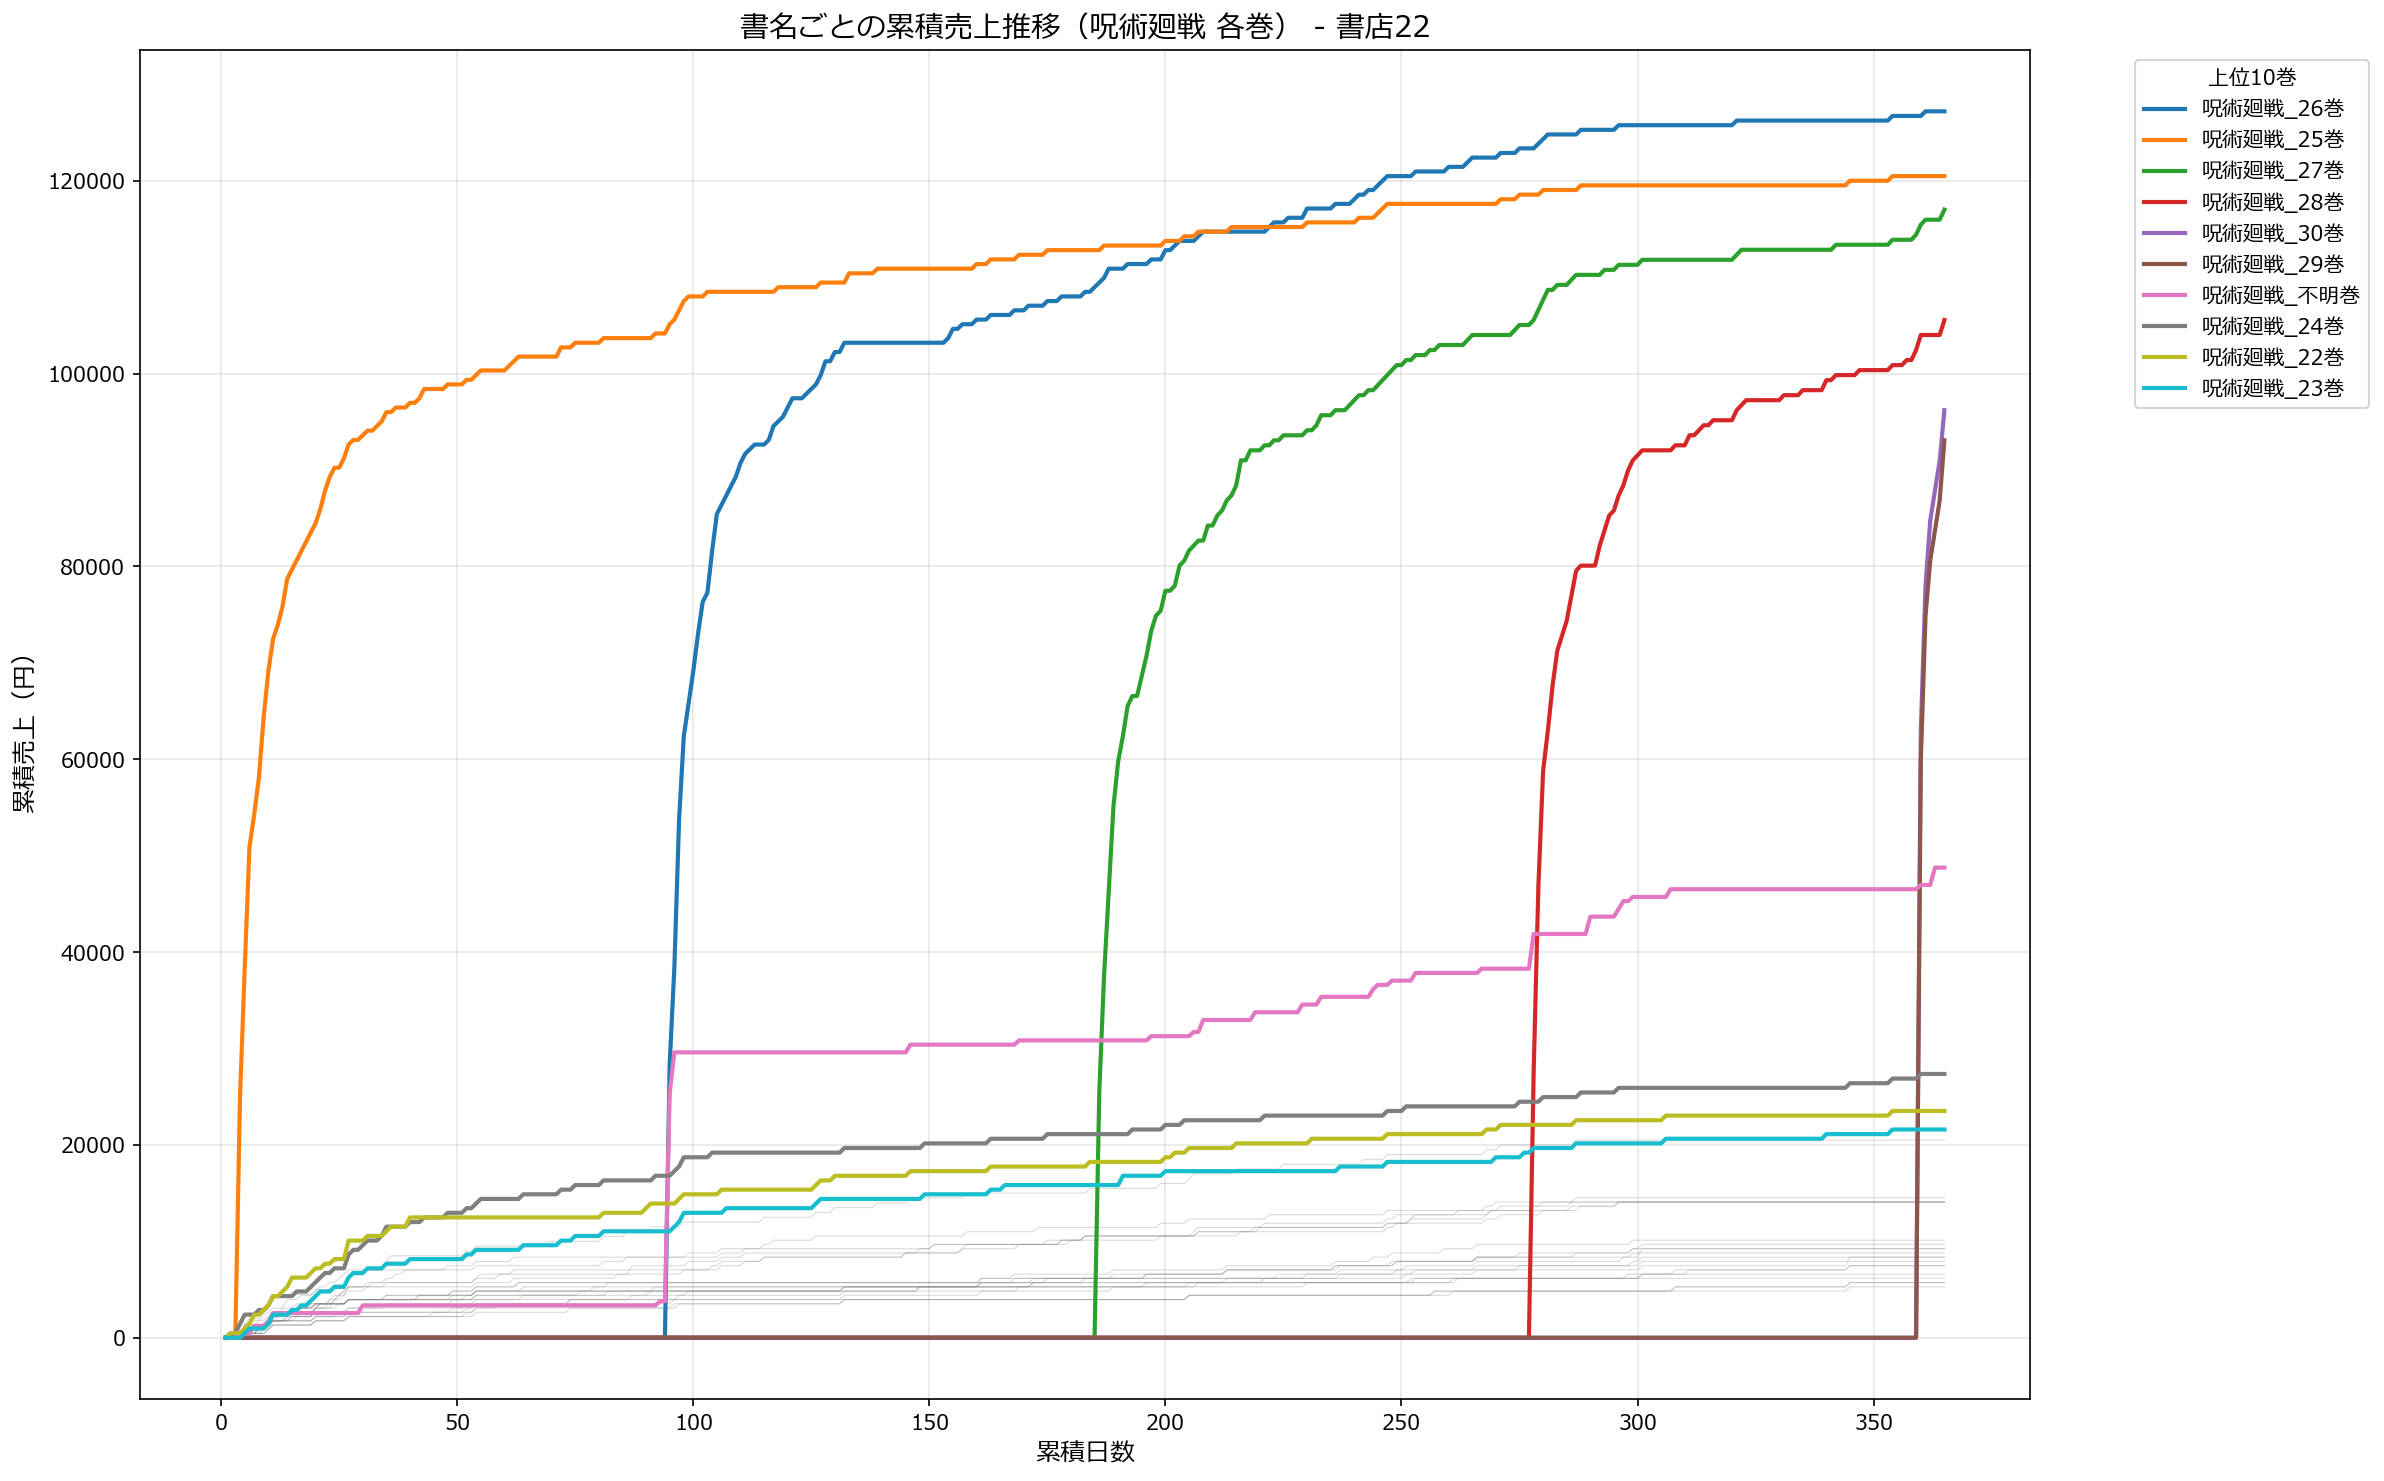 書名ごとの累積売上推移（呪術廻戦 各巻） - 書店22
上位10巻
呪術廻戦_26巻
呪術廻戦_25巻
呪術廻戦_27巻
呪術廻戦_28巻
呪術廻戦_30巻
呪術廻戦_29巻
呪術廻戦_不明巻
呪術廻戦_24巻
呪術廻戦_22巻
呪術廻戦_23巻
累積売上（円）
120000
100000
80000
60000
40000
20000
0
0 50 100 150 200 250 300 350
累積日数